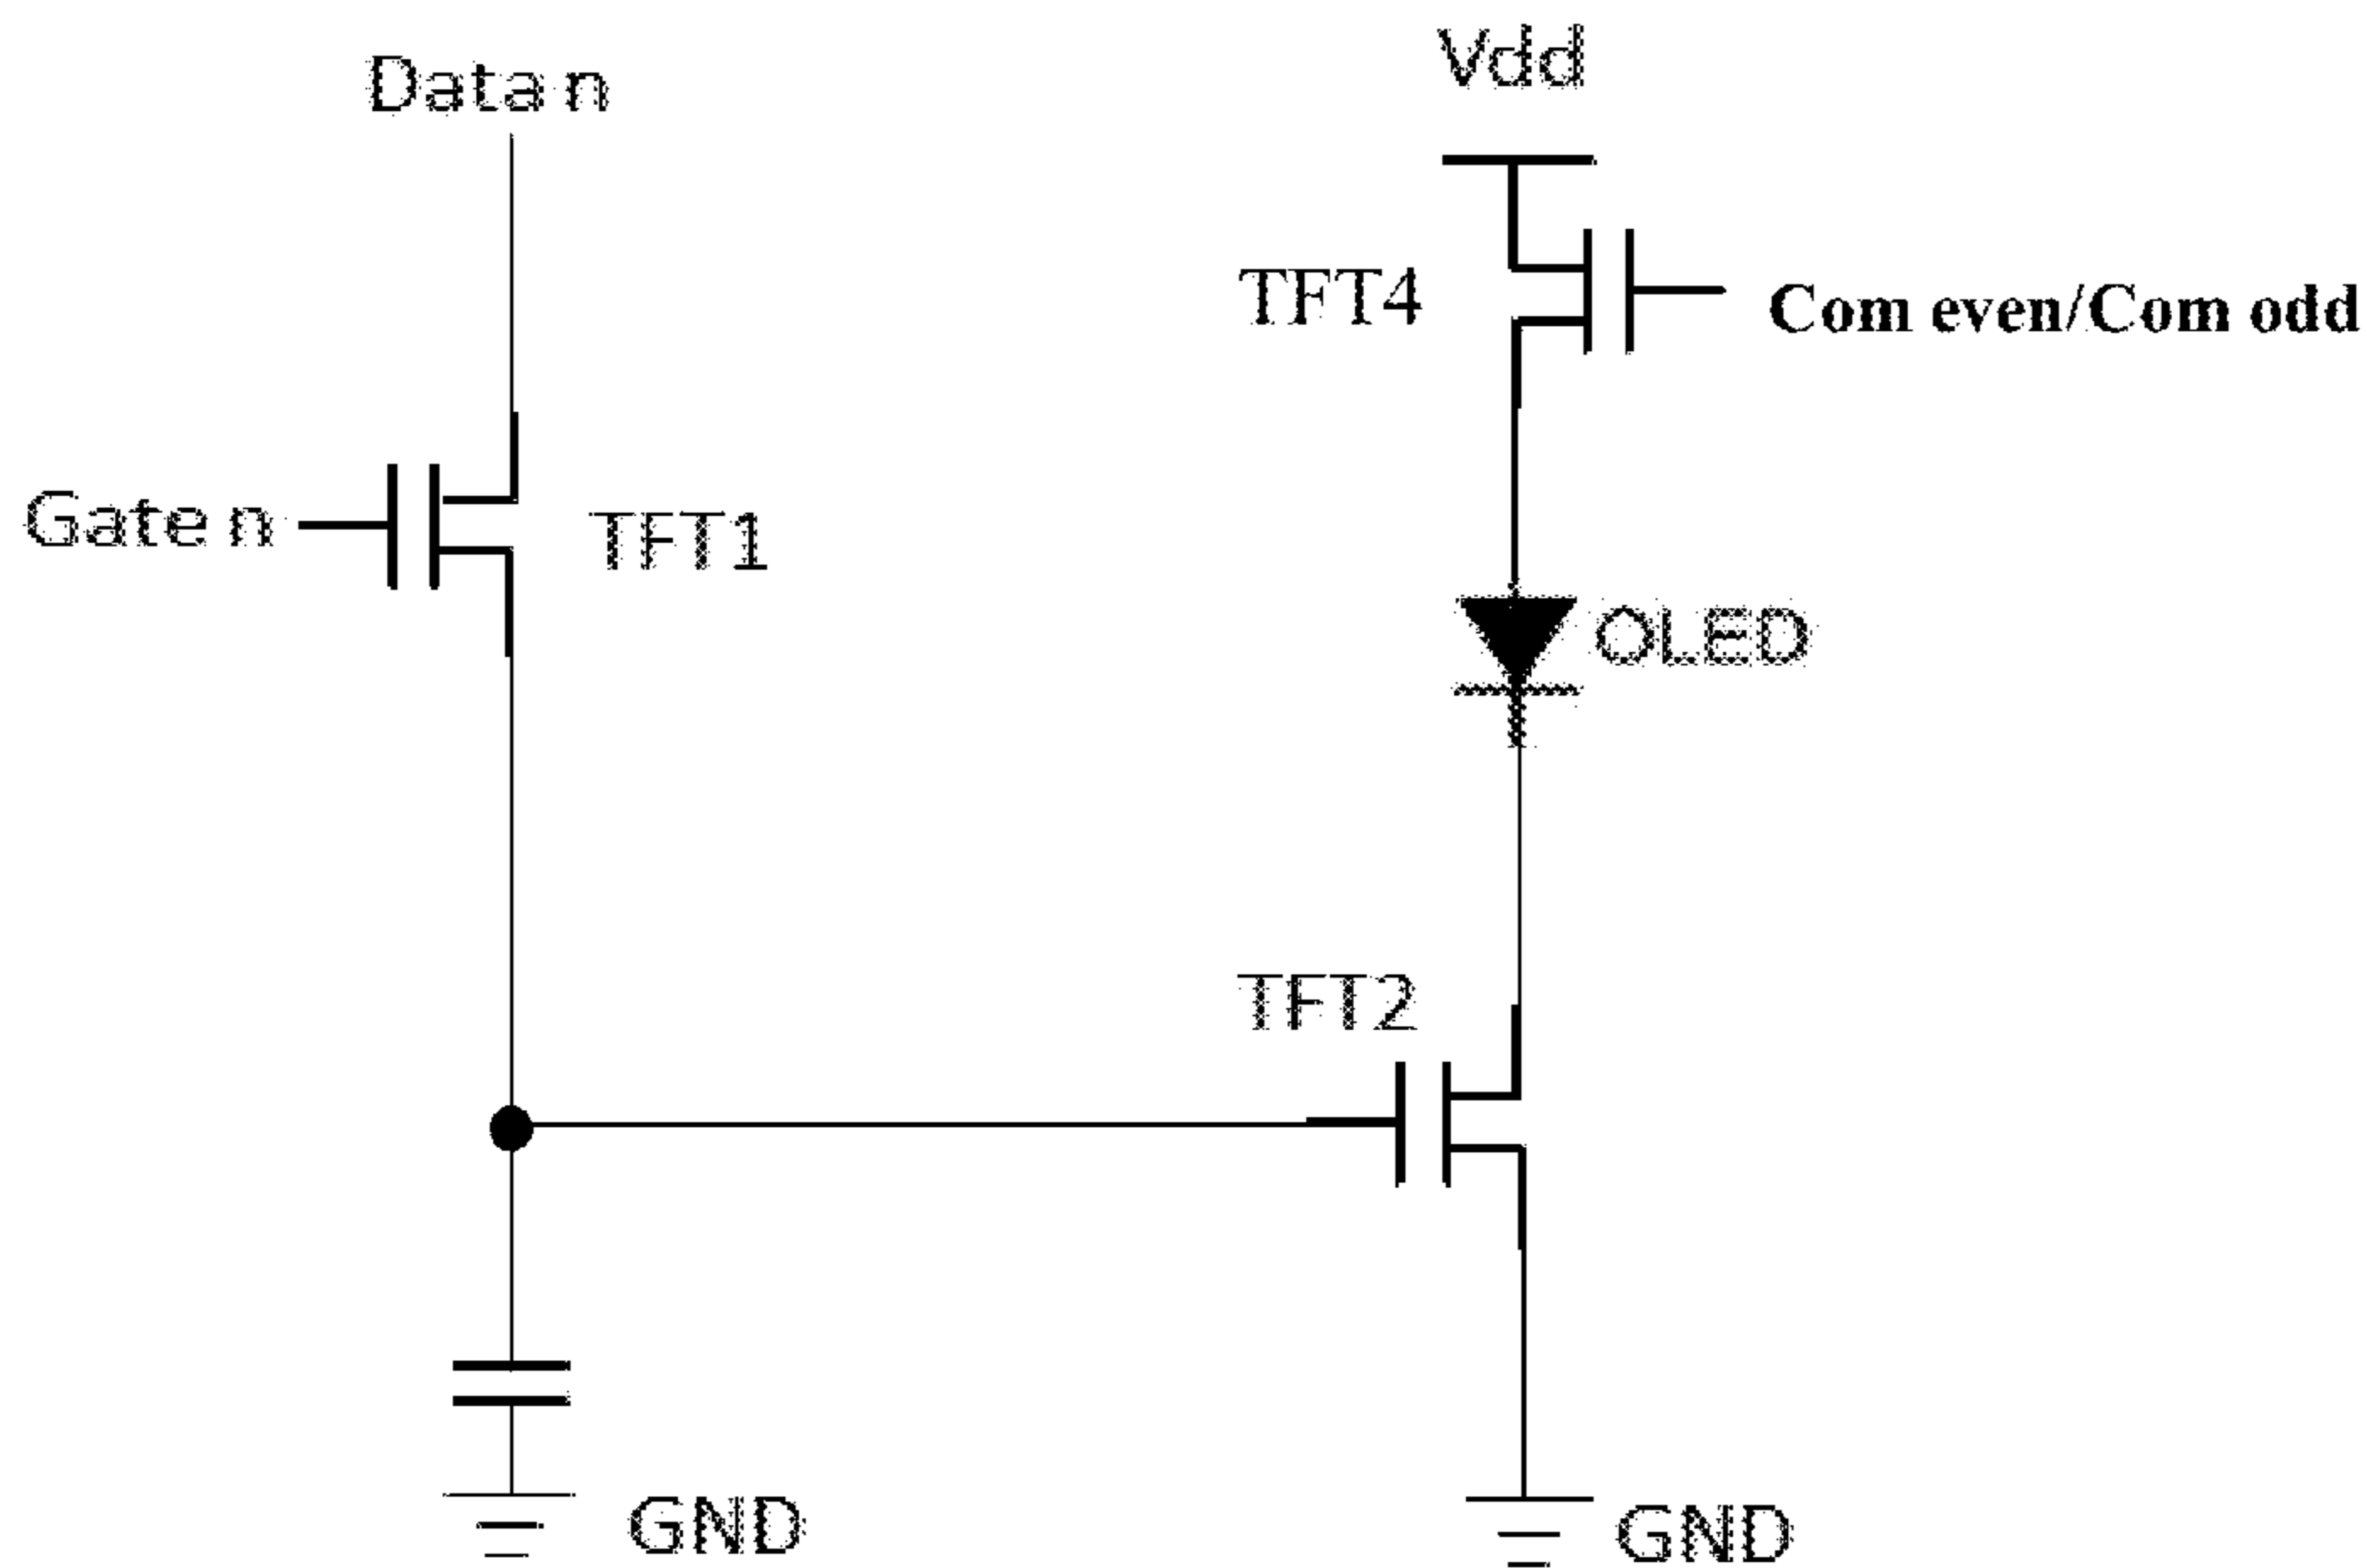 Data n
Vdd
TFT4
Com even/Com odd
Gate n
TFT1
OLED
TFT2
GND
GND